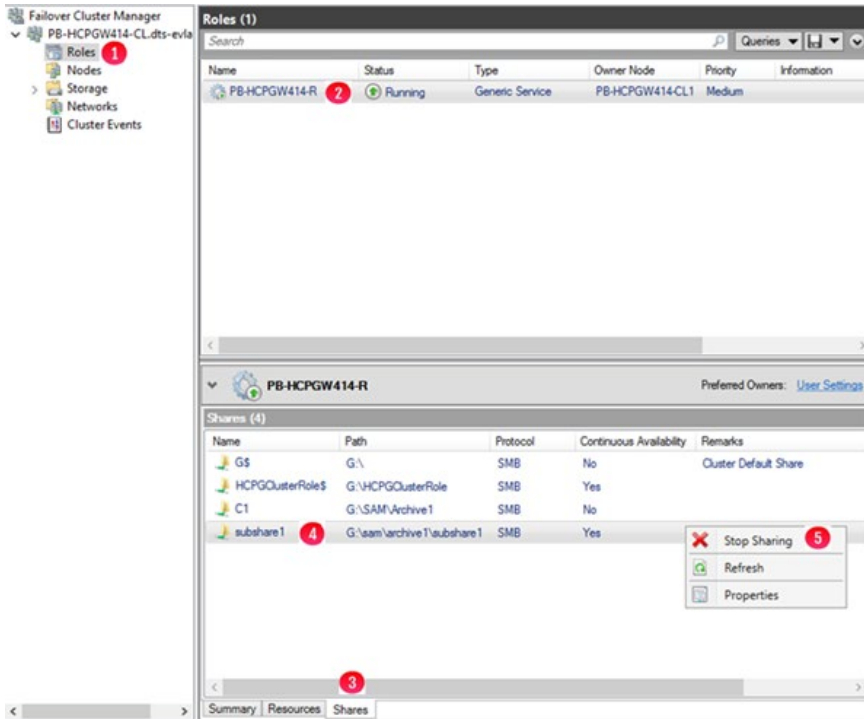 Failover Cluster Manager
PB-HCPGW414-CL.dts-evla
Roles 1
Nodes
Storage
Networks
Cluster Events
Roles (1)
Search
Queries
Name Status Type Owner Node Priority Information
PB-HCPGW414-R 2 Running Generic Service PB-HCPGW414-CL1 Medium
PB-HCPGW414-R Preferred Owners: User Settings
Shares (4)
Name Path Protocol Continuous Availability Remarks
G$ G:\ SMB No Cluster Default Share
HCPGClusterRole$ G:\HCPGClusterRole SMB Yes
C1 G:\SAM\Archive1 SMB No
subshare1 4 G:\sam\archive1\subshare1 SMB Yes
Stop Sharing 5
Refresh
Properties
3
Summary Resources Shares